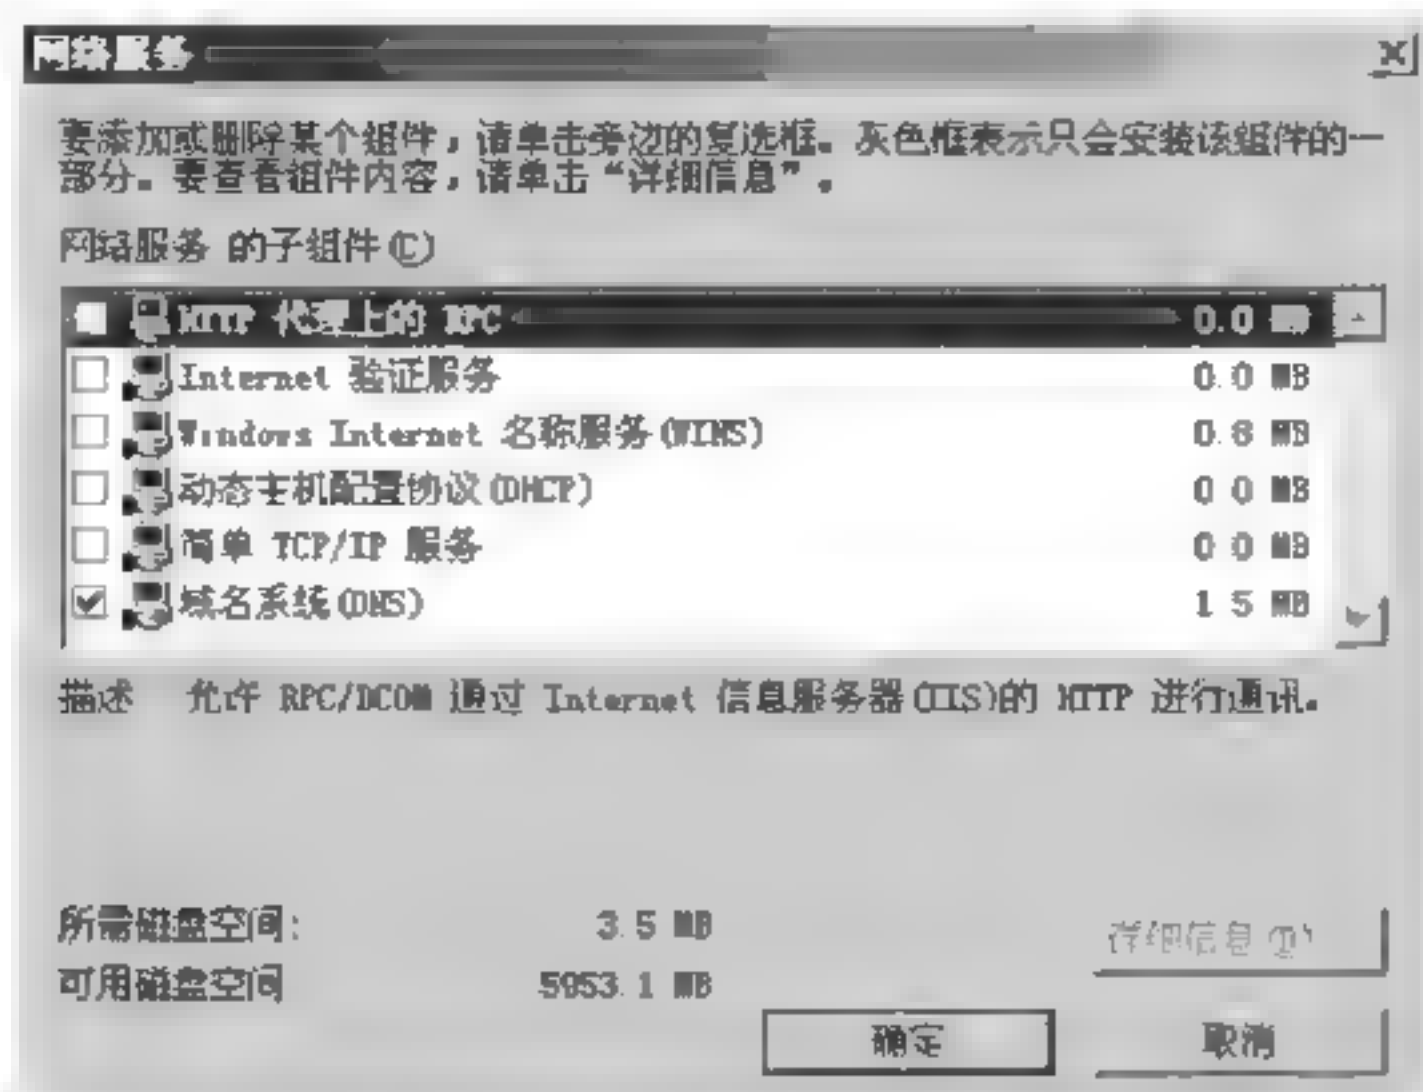 网络服务
要添加或删除某个组件，请单击旁边的复选框。灰色框表示只会安装该组件的一
部分。要查看组件内容，请单击“详细信息”。
网络服务 的子组件(C)
HTTP 代理上的 RPC 0.0 MB
Internet 验证服务 0.0 MB
Windows Internet 名称服务(WINS)
动态主机配置协议(DHCP) 0.0 MB
简单 TCP/IP 服务 0.0 MB
域名系统(DNS) 1.5 MB
描述 允许 RPC/DCOM 通过 Internet 信息服务器(IIS)的 HTTP 进行通讯。
所需磁盘空间: 3.5 MB
详细信息(D)
可用磁盘空间 5953.1 MB
确定 取消